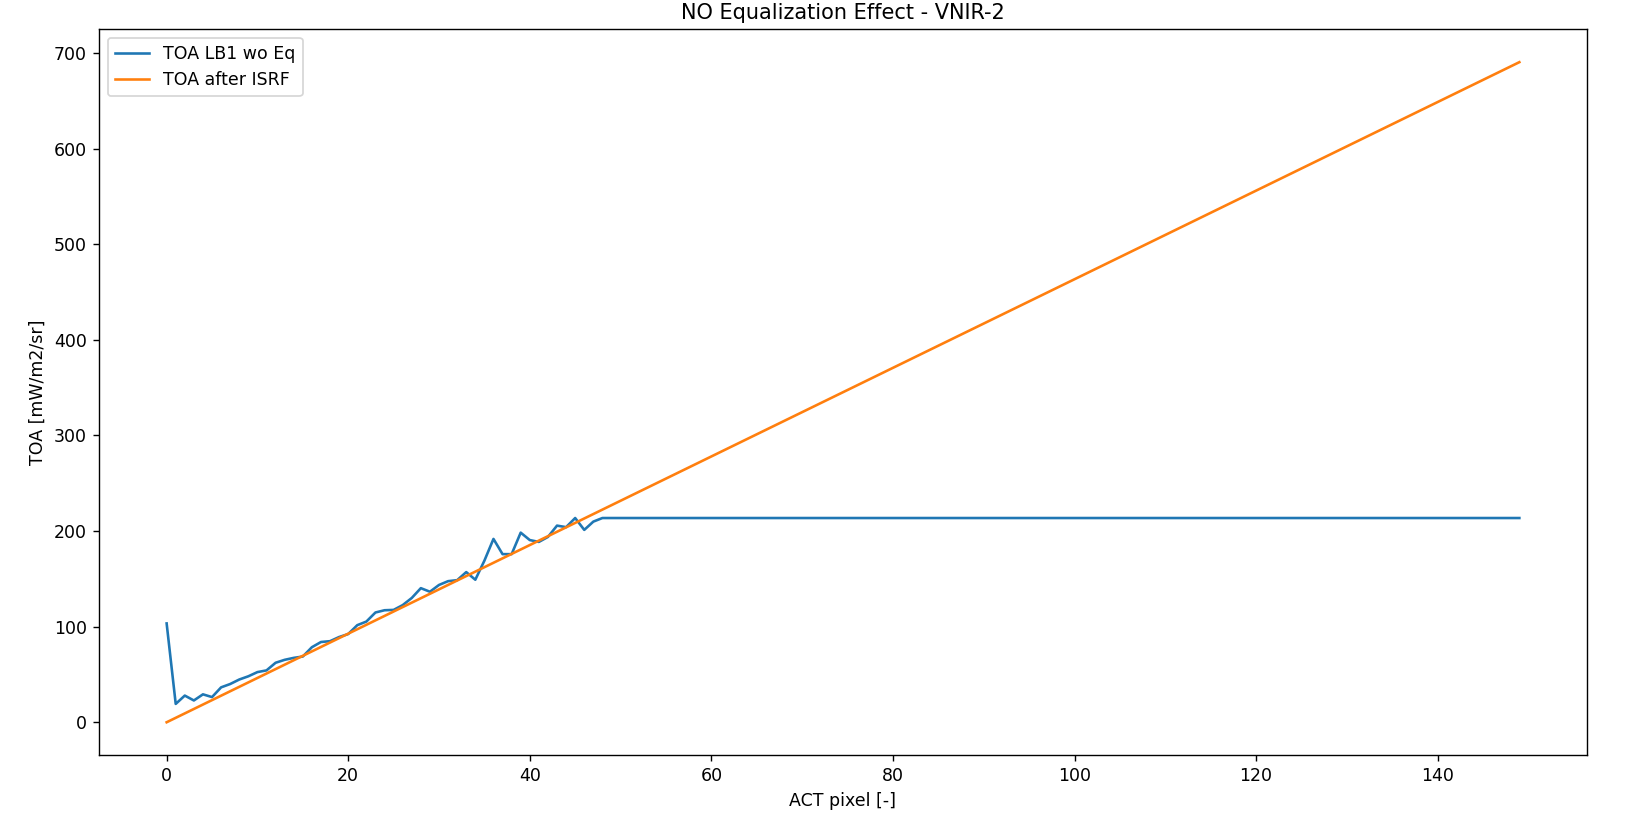 NO Equalization Effect - VNIR-2
TOA LB1 wo Eq
TOA after ISRF
700
600
500
400
300
200
100
0
TOA [mW/m2/sr]
0 20 40 60 80 100 120 140
ACT pixel [-]